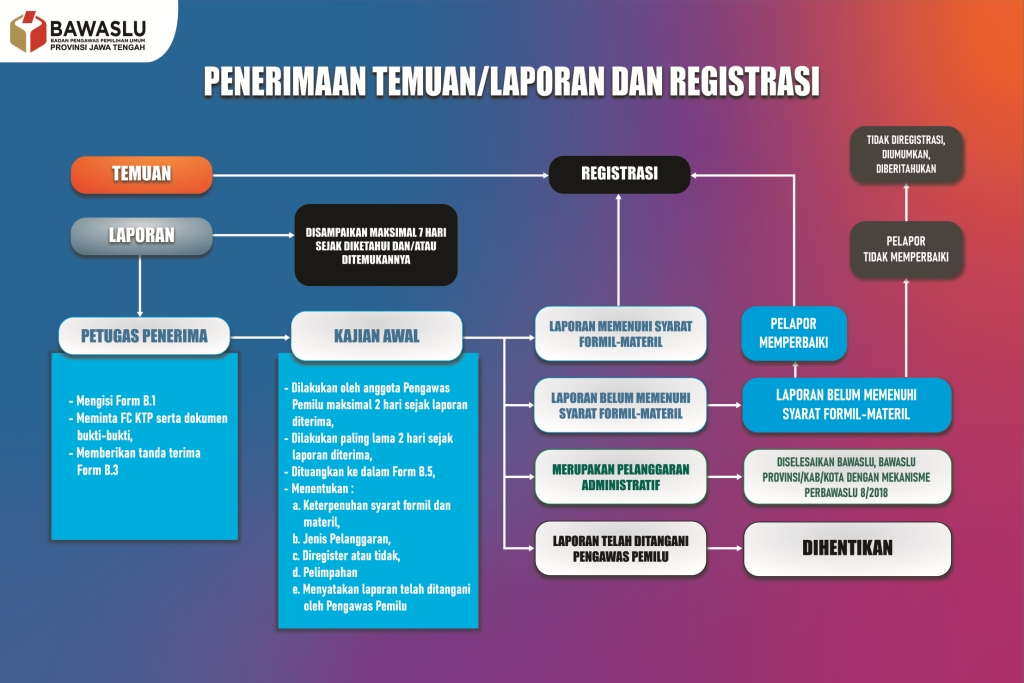 BAWASLU
BADAN PENGAWAS PEMILIHAN UMUM
PROVINSI JAWA TENGAH
PENERIMAAN TEMUAN/LAPORAN DAN REGISTRASI
TEMUAN
REGISTRASI
TIDAK DIREGISTRASI,
DIUMUMKAN,
DIBERITAHUKAN
LAPORAN
DISAMPAIKAN MAKSIMAL 7 HARI
SEJAK DIKETAHUI DAN/ATAU
DITEMUKANNYA
PELAPOR
TIDAK MEMPERBAIKI
PETUGAS PENERIMA
- Mengisi Form B.1
- Meminta FC KTP serta dokumen
bukti-bukti,
- Memberikan tanda terima
Form B.3
KAJIAN AWAL
- Dilakukan oleh anggota Pengawas
Pemilu maksimal 2 hari sejak laporan
diterima,
- Dilakukan paling lama 2 hari sejak
laporan diterima,
- Dituangkan ke dalam Form B.5,
- Menentukan :
a. Keterpenuhan syarat formil dan
materil,
b. Jenis Pelanggaran,
c. Diregister atau tidak,
d. Pelimpahan
e. Menyatakan laporan telah ditangani
oleh Pengawas Pemilu
LAPORAN MEMENUHI SYARAT
FORMIL-MATERIL
PELAPOR
MEMPERBAIKI
LAPORAN BELUM MEMENUHI
SYARAT FORMIL-MATERIL
LAPORAN BELUM MEMENUHI
SYARAT FORMIL-MATERIL
MERUPAKAN PELANGGARAN
ADMINISTRATIF
DISELESAIKAN BAWASLU, BAWASLU
PROVINSI/KAB/KOTA DENGAN MEKANISME
PERBAWASLU 8/2018
LAPORAN TELAH DITANGANI
PENGAWAS PEMILU
DIHENTIKAN